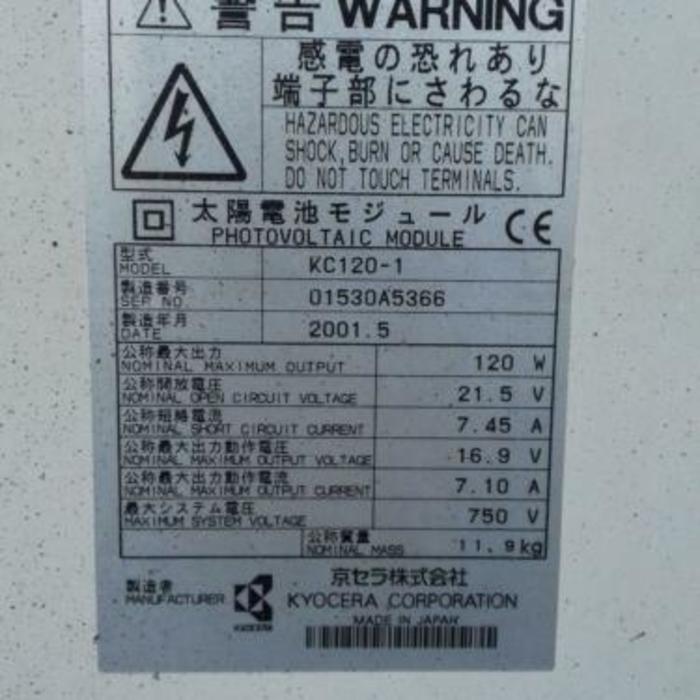 警告 WARNING
感電の恐れあり
端子部にさわるな
HAZARDOUS ELECTRICITY CAN
SHOCK, BURN OR CAUSE DEATH.
DO NOT TOUCH TERMINALS.
太陽電池モジュール
PHOTOVOLTAIC MODULE CE
型式
MODEL KC120-1
製造番号
SER NO. 01530A5366
製造年月
DATE 2001.5
公称最大出力
NOMINAL MAXIMUM OUTPUT 120 W
公称開放電圧
NOMINAL OPEN CIRCUIT VOLTAGE 21.5 V
公称短絡電流
NOMINAL SHORT CIRCUIT CURRENT 7.45 A
公称最大出力動作電圧
NOMINAL MAXIMUM OUTPUT VOLTAGE 16.9 V
公称最大出力動作電流
NOMINAL MAXIMUM OUTPUT CURRENT 7.10 A
最大システム電圧
MAXIMUM SYSTEM VOLTAGE 750 V
公称質量
NOMINAL MASS 11.9kg
製造者
MANUFACTURER
KYOCERA
京セラ株式会社
KYOCERA CORPORATION
MADE IN JAPAN